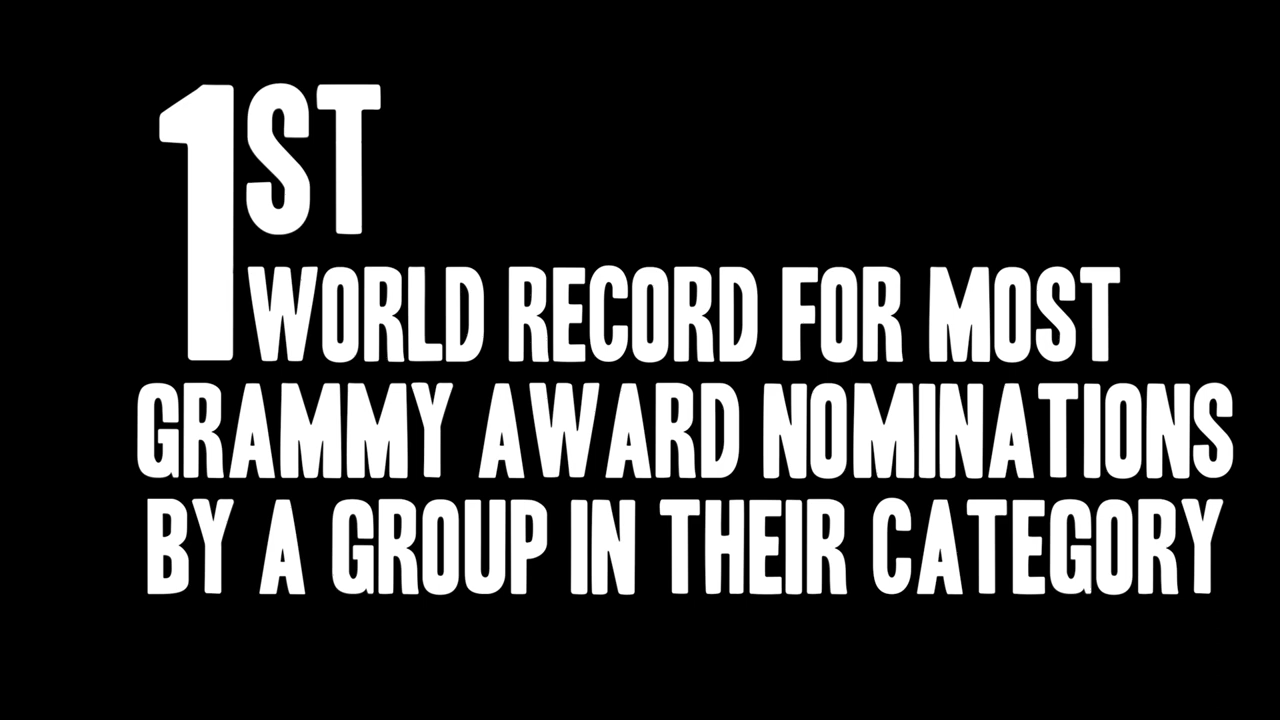 1ST
WORLD RECORD FOR MOST
GRAMMY AWARD NOMINATIONS
BY A GROUP IN THEIR CATEGORY